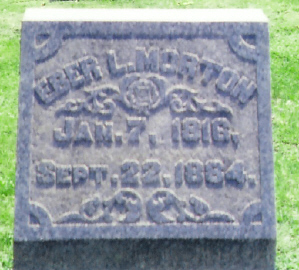 EBER L. MORTON
JAN. 7, 1816.
SEPT. 22, 1884.